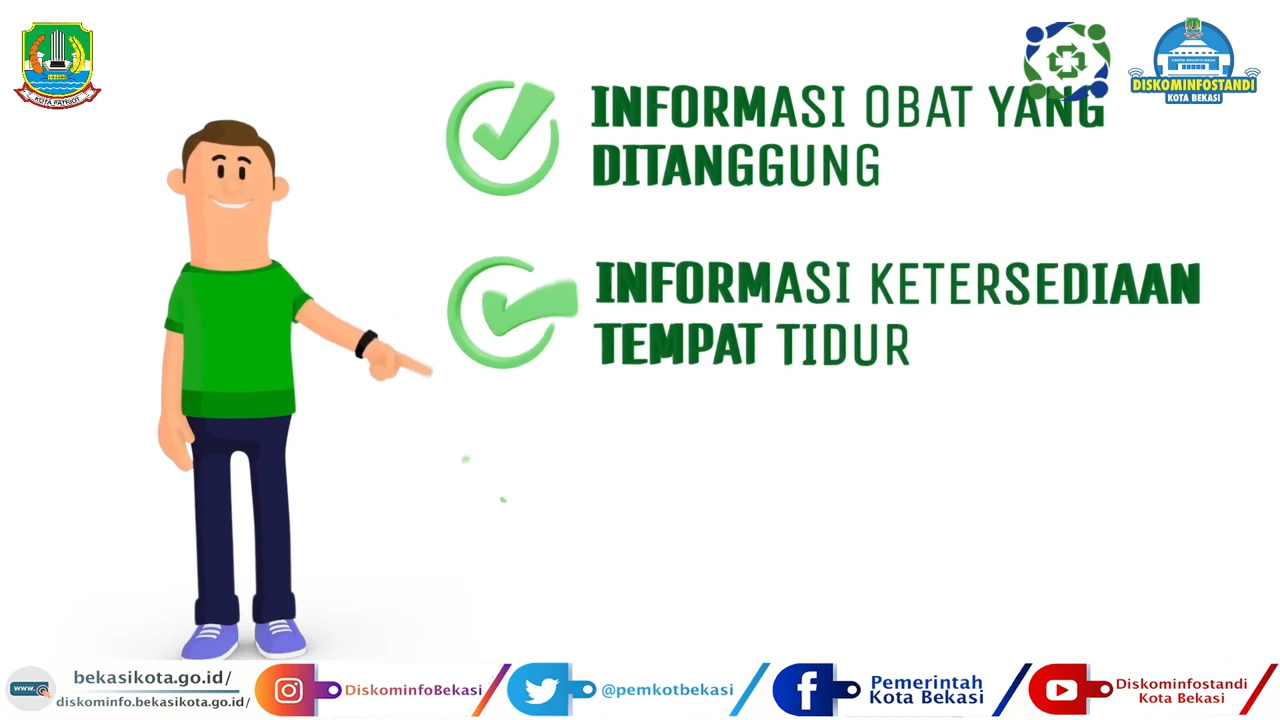 KOTA PATRIOT
DISKOMINFOSTANDI
KOTA BEKASI
INFORMASI OBAT YANG
DITANGGUNG
INFORMASI KETERSEDIAAN
TEMPAT TIDUR
www.
bekasikota.go.id/
diskominfo.bekasikota.go.id/
DiskominfoBekasi
@pemkotbekasi
Pemerintah
Kota Bekasi
Diskominfostandi
Kota Bekasi